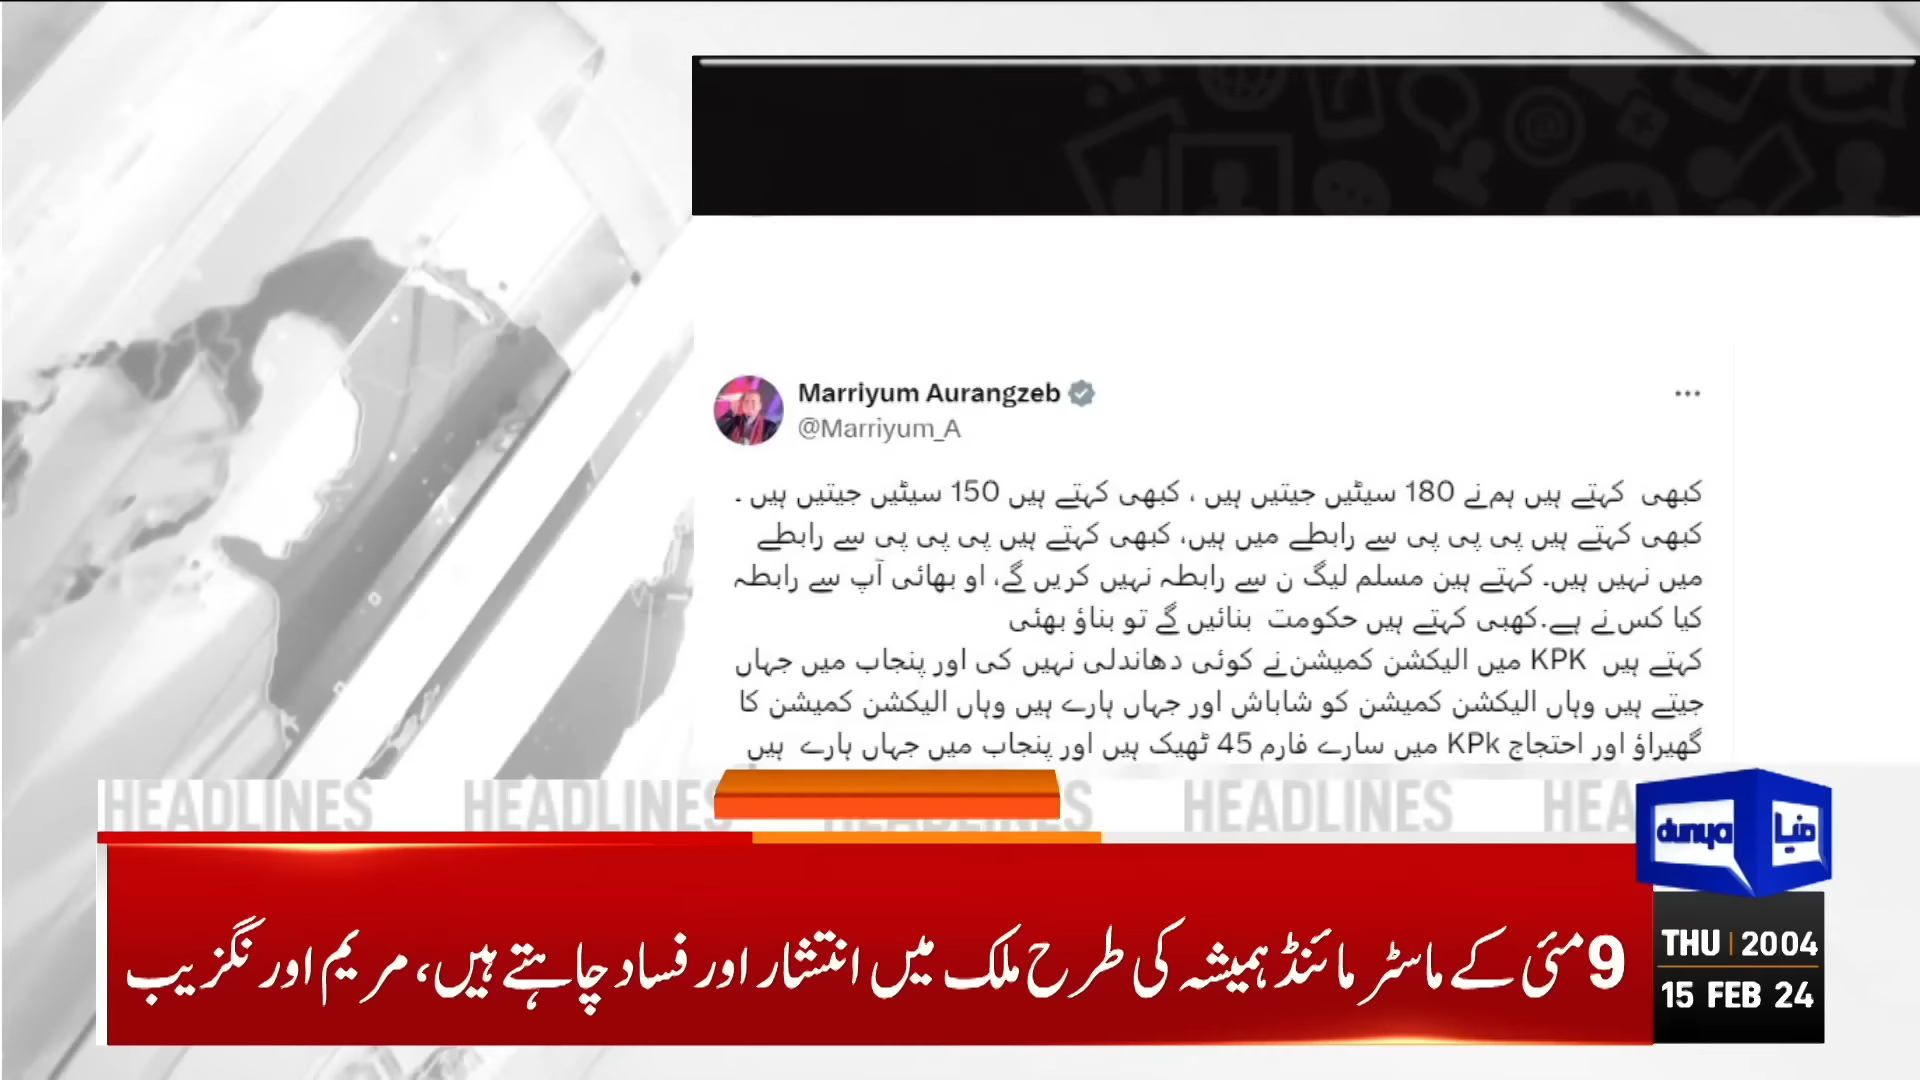 Marriyum Aurangzeb
@Marriyum_A
کبھی کہتے ہیں ہم نے 180 سیٹیں جیتیں ہیں ، کبھی کہتے ہیں 150 سیٹیں جیتیں ہیں ۔
کبھی کہتے ہیں پی پی پی سے رابطے میں ہیں، کبھی کہتے ہیں پی پی پی سے رابطے
میں نہیں ہیں۔ کہتے ہین مسلم لیگ ن سے رابطہ نہیں کریں گے، او بھائی آپ سے رابطہ
کیا کس نے ہے.کھبی کہتے ہیں حکومت بنائیں گے تو بناؤ بھئی
کہتے ہیں KPK میں الیکشن کمیشن نے کوئی دھاندلی نہیں کی اور پنجاب میں جہاں
جیتے ہیں وہاں الیکشن کمیشن کو شاباش اور جہاں ہارے ہیں وہاں الیکشن کمیشن کا
گھیراؤ اور احتجاج KPk میں سارے فارم 45 ٹھیک ہیں اور پنجاب میں جہاں ہارے ہیں
HEADLINES HEADLINES HEADLINES HEADLINES HEA
dunya دنیا
9 مئی کے ماسٹر مائنڈ ہمیشہ کی طرح ملک میں انتشار اور فساد چاہتے ہیں، مریم اورنگزیب
THU 2004
15 FEB 24